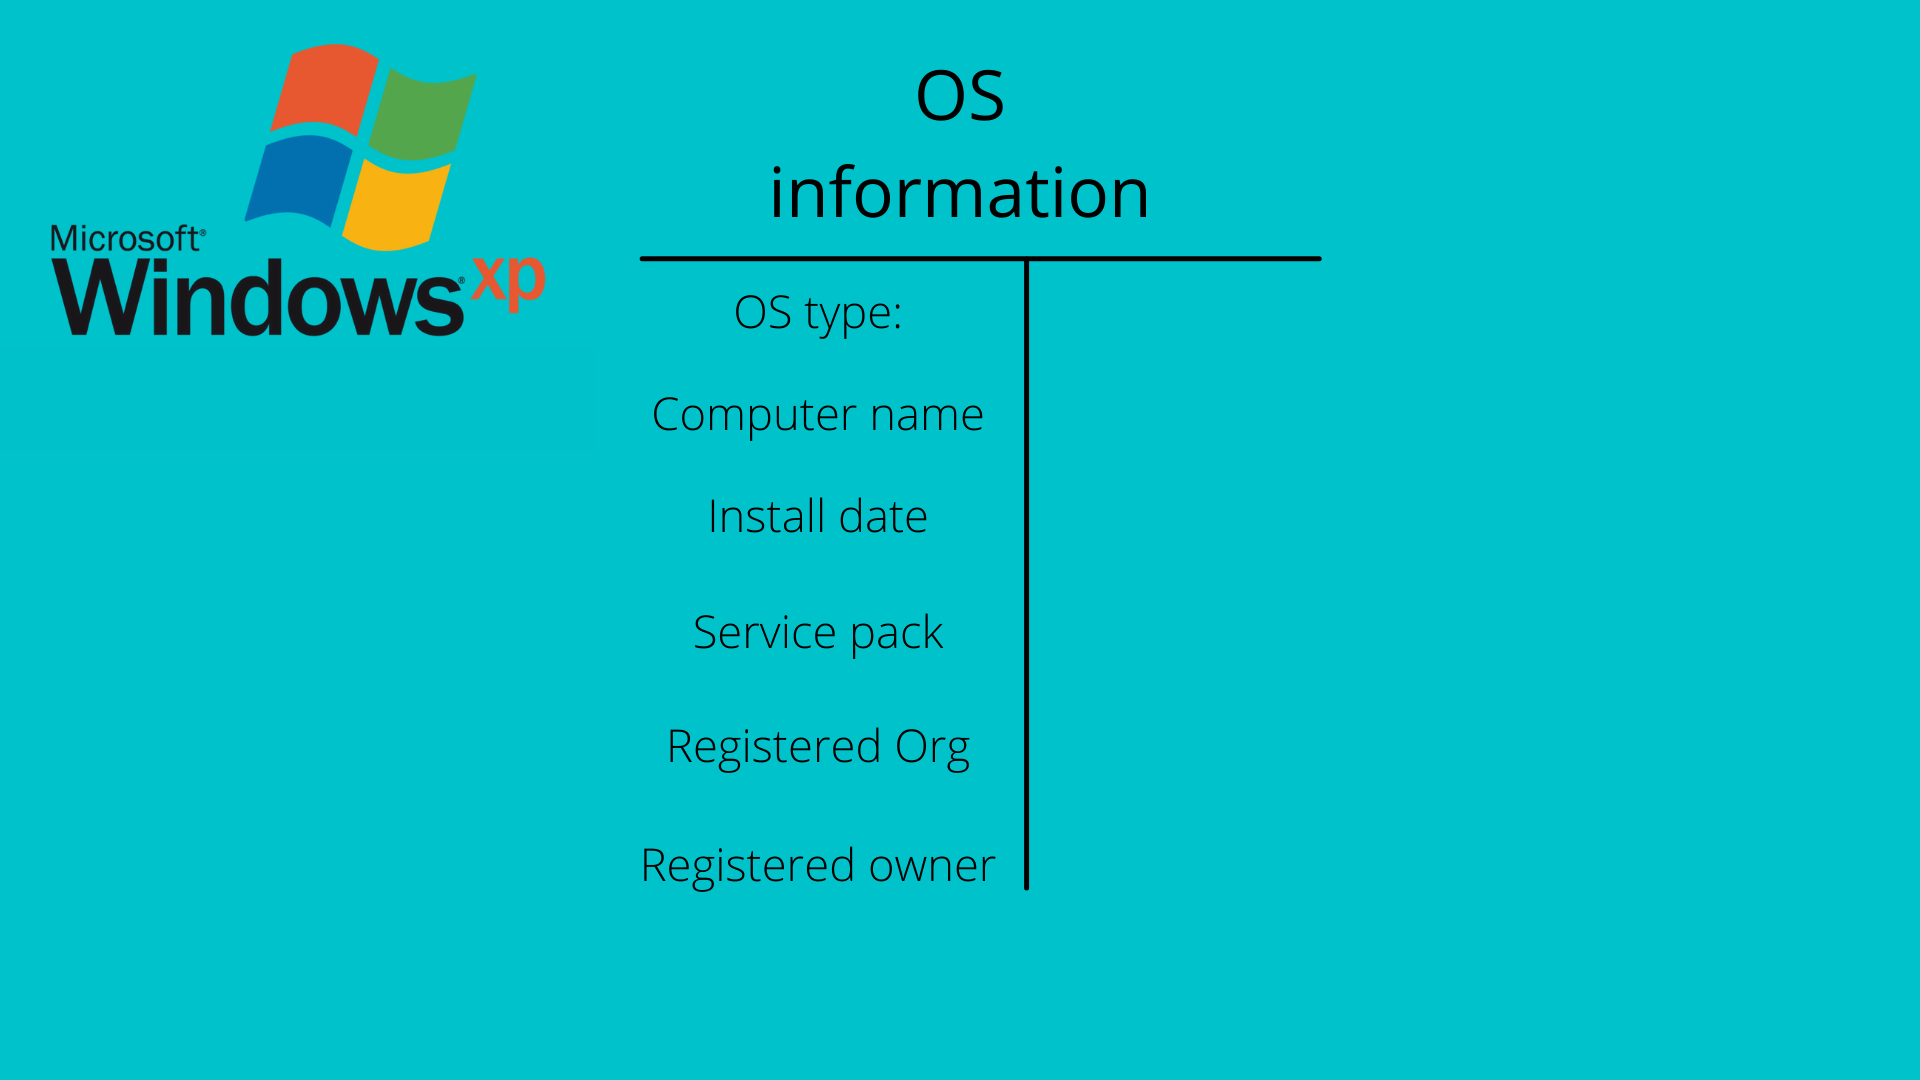 Microsoft®
Windows® xp
OS
information
OS type:
Computer name
Install date
Service pack
Registered Org
Registered owner